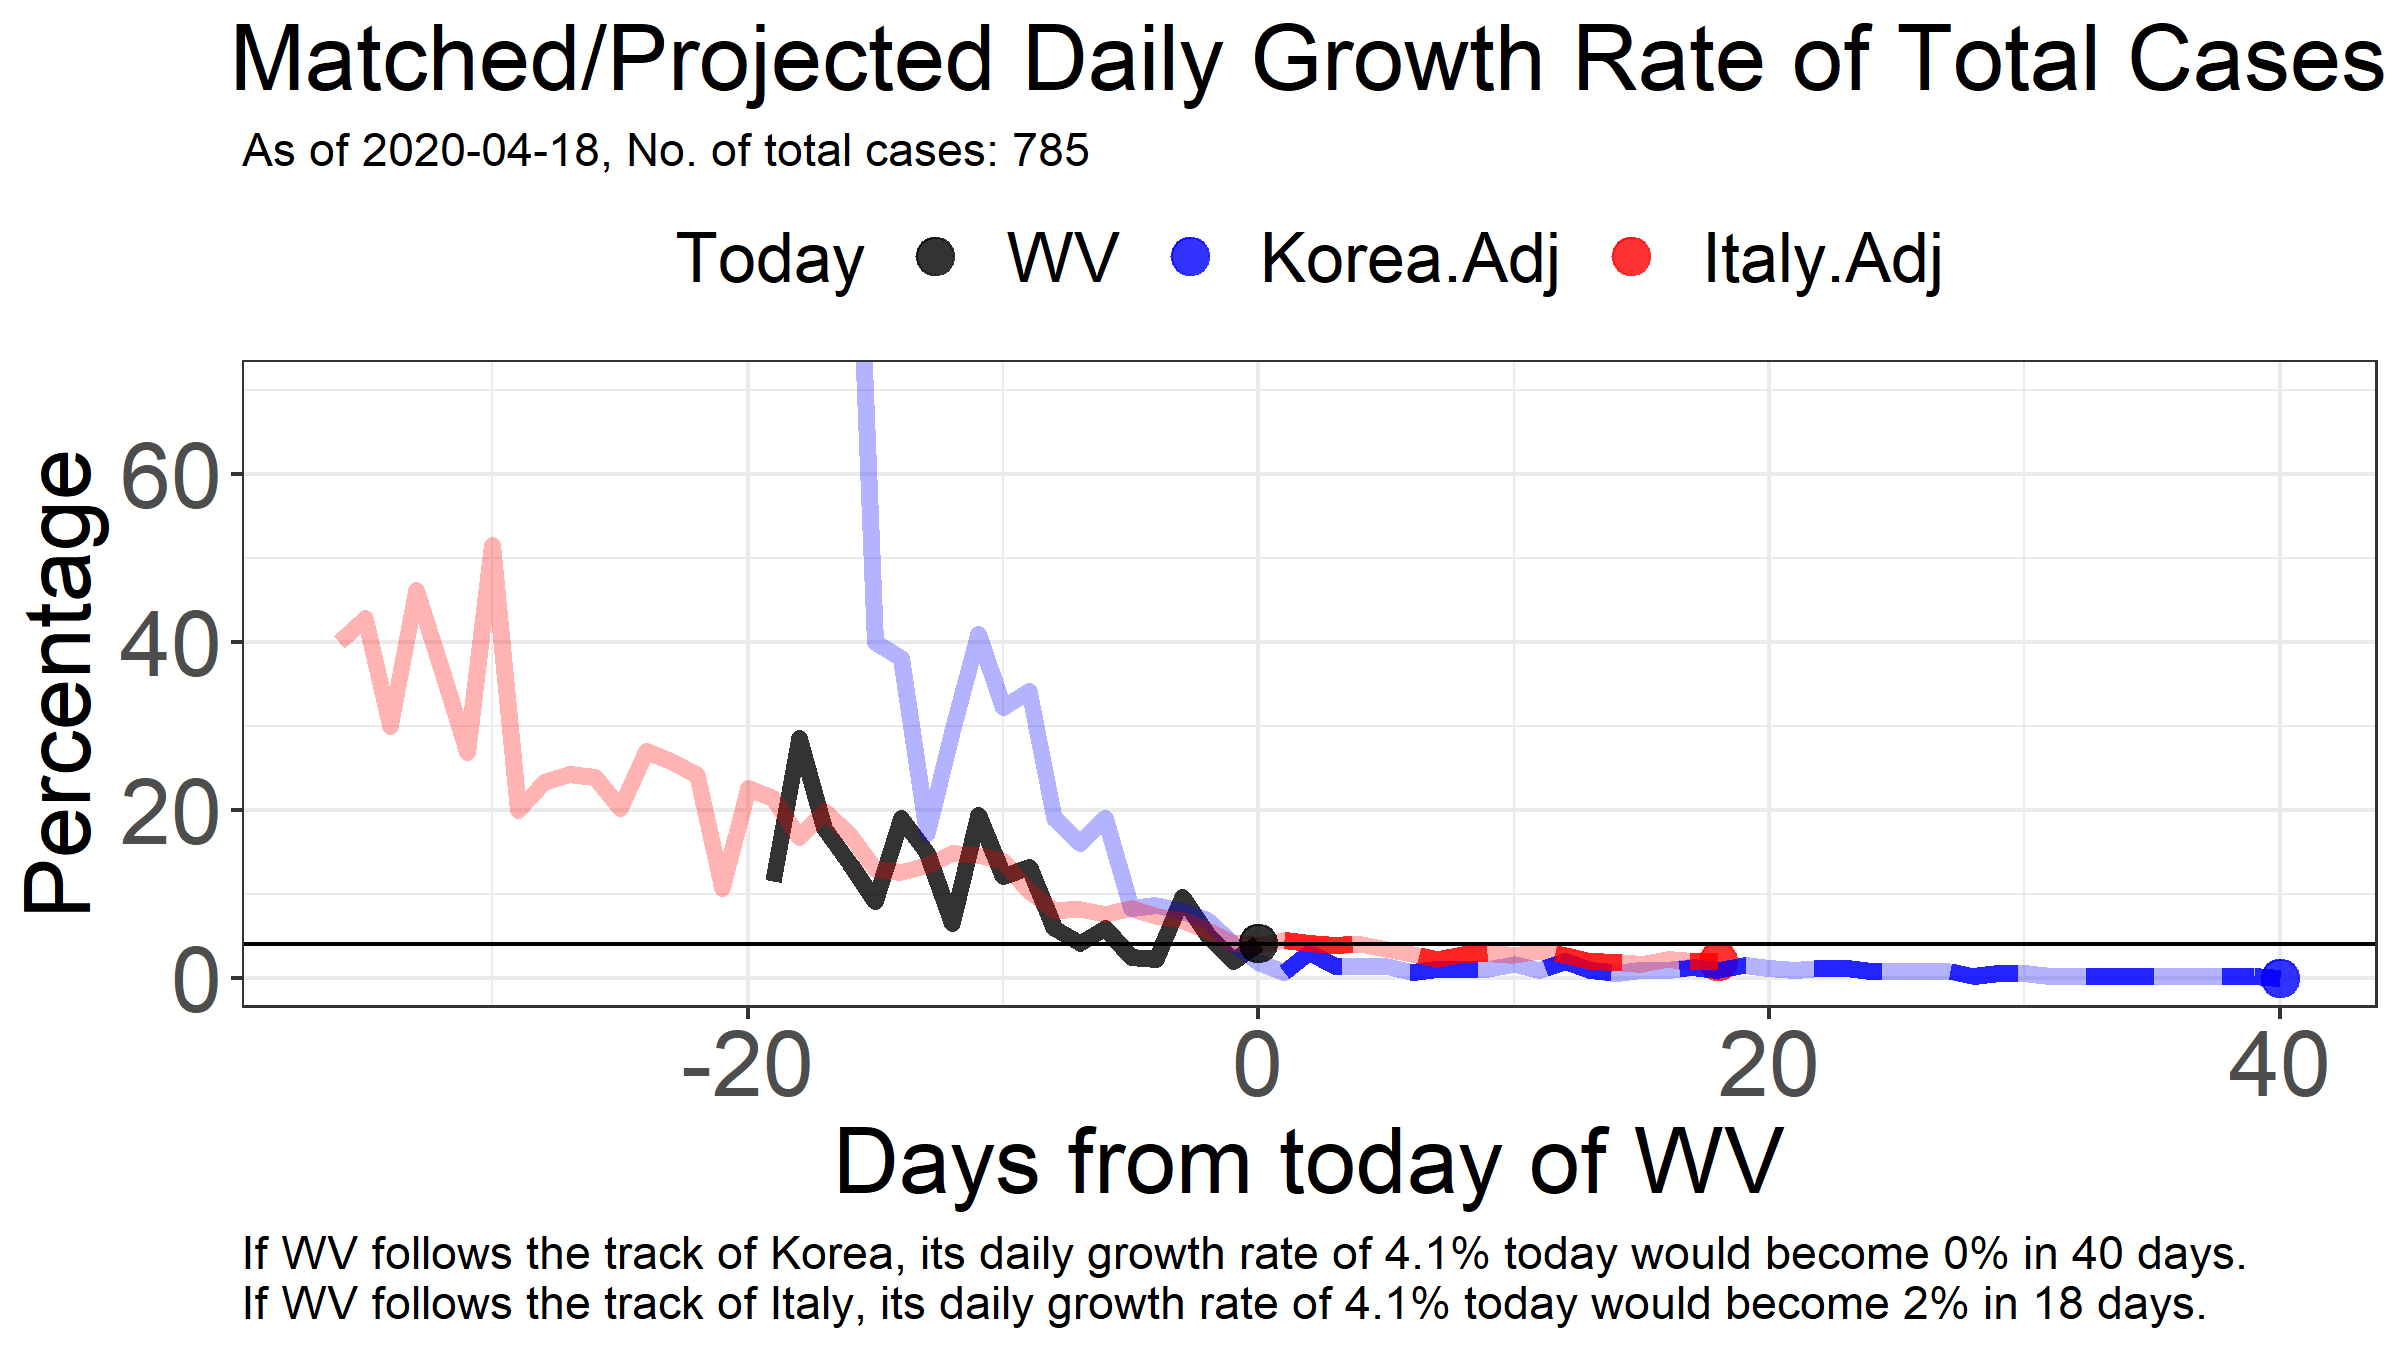 Matched/Projected Daily Growth Rate of Total Cases
As of 2020-04-18, No. of total cases: 785
Today WV Korea.Adj Italy.Adj
Percentage
60
40
20
0
-20 0 20 40
Days from today of WV
If WV follows the track of Korea, its daily growth rate of 4.1% today would become 0% in 40 days.
If WV follows the track of Italy, its daily growth rate of 4.1% today would become 2% in 18 days.